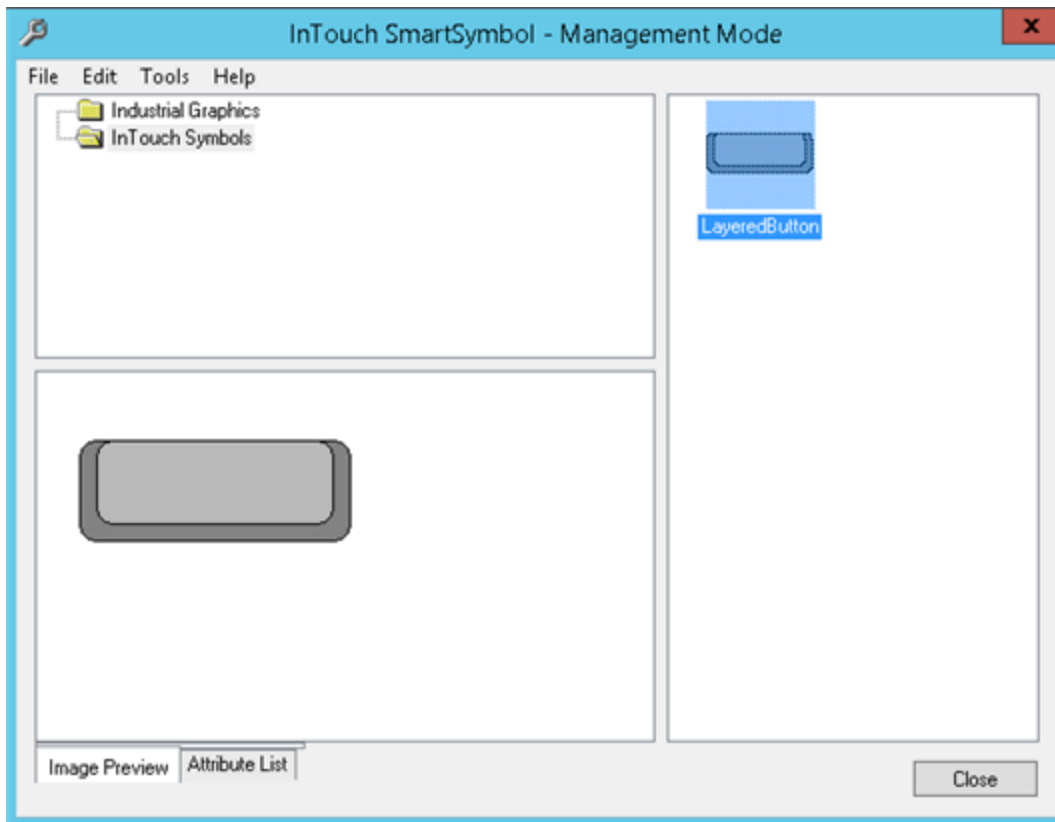 InTouch SmartSymbol - Management Mode
x
File Edit Tools Help
Industrial Graphics
InTouch Symbols
LayeredButton
Image Preview Attribute List
Close